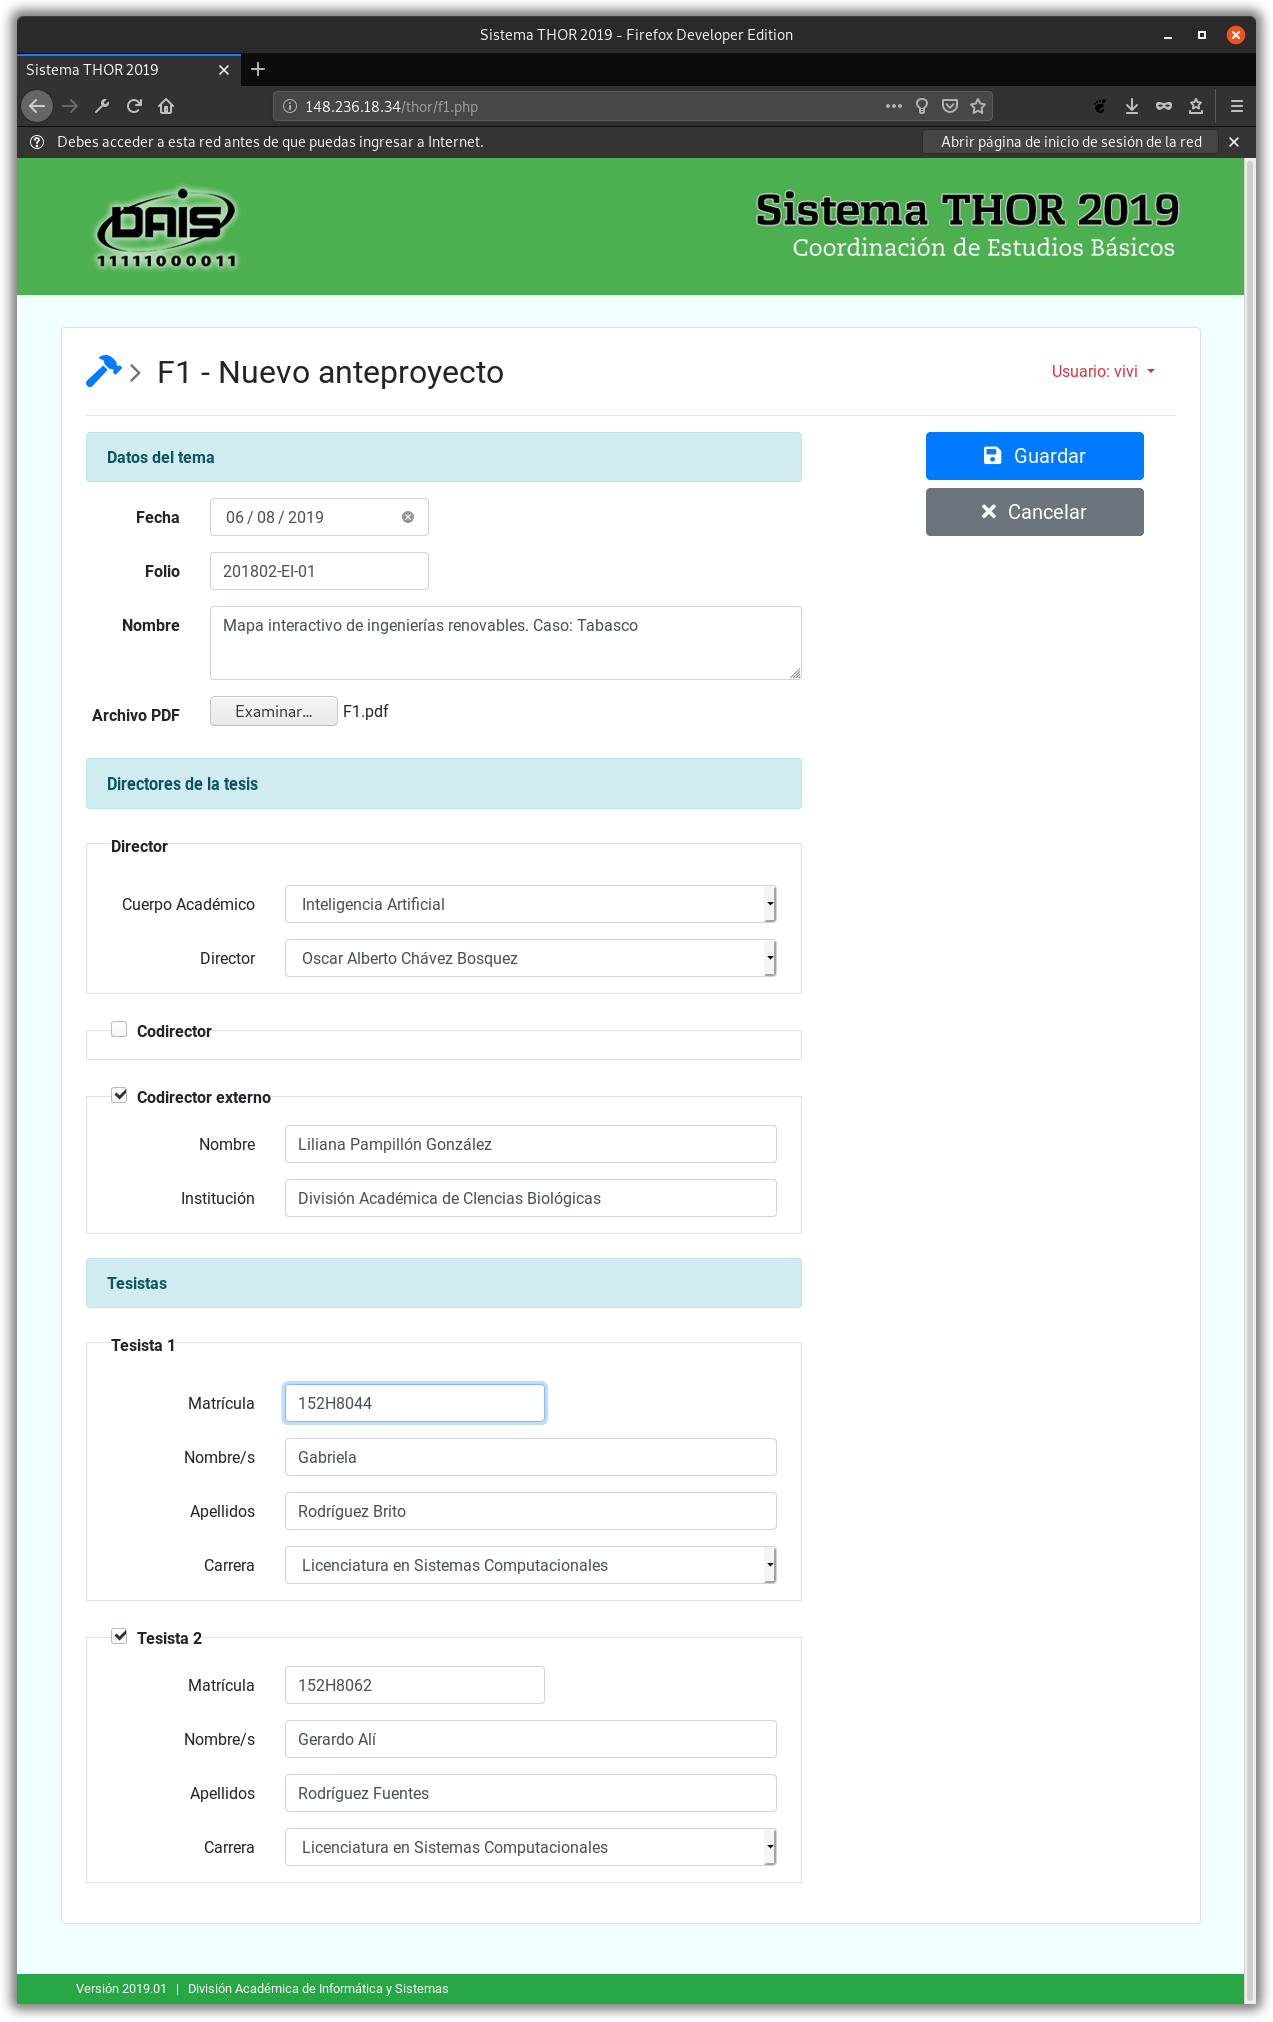 Sistema THOR 2019 - Firefox Developer Edition
Sistema THOR 2019
148.236.18.34/thor/f1.php
Debes acceder a esta red antes de que puedas ingresar a Internet.
Abrir página de inicio de sesión de la red
DAIS
11111000011
Sistema THOR 2019
Coordinación de Estudios Básicos
F1 - Nuevo anteproyecto
Usuario: vivi
Datos del tema
Guardar
Cancelar
Fecha 06 / 08 / 2019
Folio 201802-EI-01
Nombre Mapa interactivo de ingenierías renovables. Caso: Tabasco
Archivo PDF Examinar... F1.pdf
Directores de la tesis
Director
Cuerpo Académico Inteligencia Artificial
Director Oscar Alberto Chávez Bosquez
Codirector
Codirector externo
Nombre Liliana Pampillón González
Institución División Académica de CIencias Biológicas
Tesistas
Tesista 1
Matrícula 152H8044
Nombre/s Gabriela
Apellidos Rodríguez Brito
Carrera Licenciatura en Sistemas Computacionales
Tesista 2
Matrícula 152H8062
Nombre/s Gerardo Alí
Apellidos Rodríguez Fuentes
Carrera Licenciatura en Sistemas Computacionales
Versión 2019.01 | División Académica de Informática y Sistemas